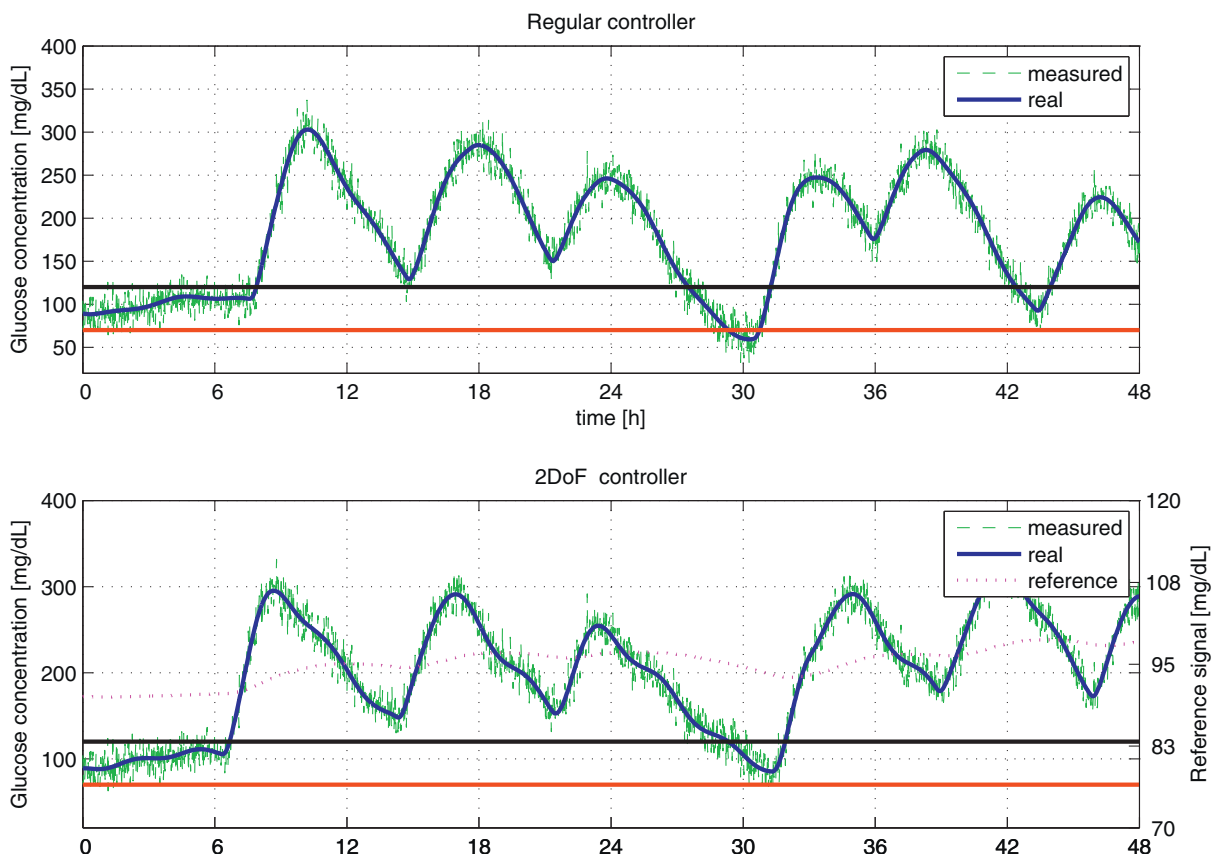 Regular controller
Glucose concentration [mg/dL]
400
350
300
250
200
150
100
50
measured
real
0 6 12 18 24 30 36 42 48
time [h]
2DoF controller
Glucose concentration [mg/dL]
400
300
200
100
measured
real
reference
120
108
95
83
70
Reference signal [mg/dL]
0 6 12 18 24 30 36 42 48